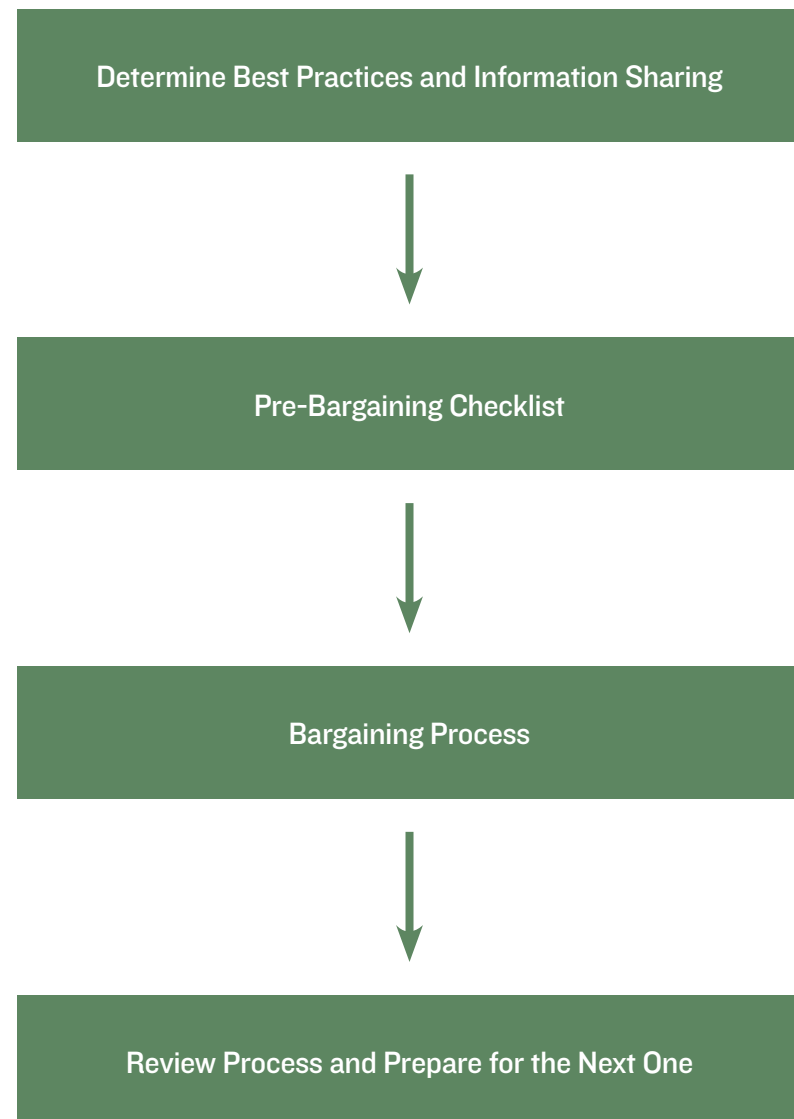 Determine Best Practices and Information Sharing
Pre-Bargaining Checklist
Bargaining Process
Review Process and Prepare for the Next One